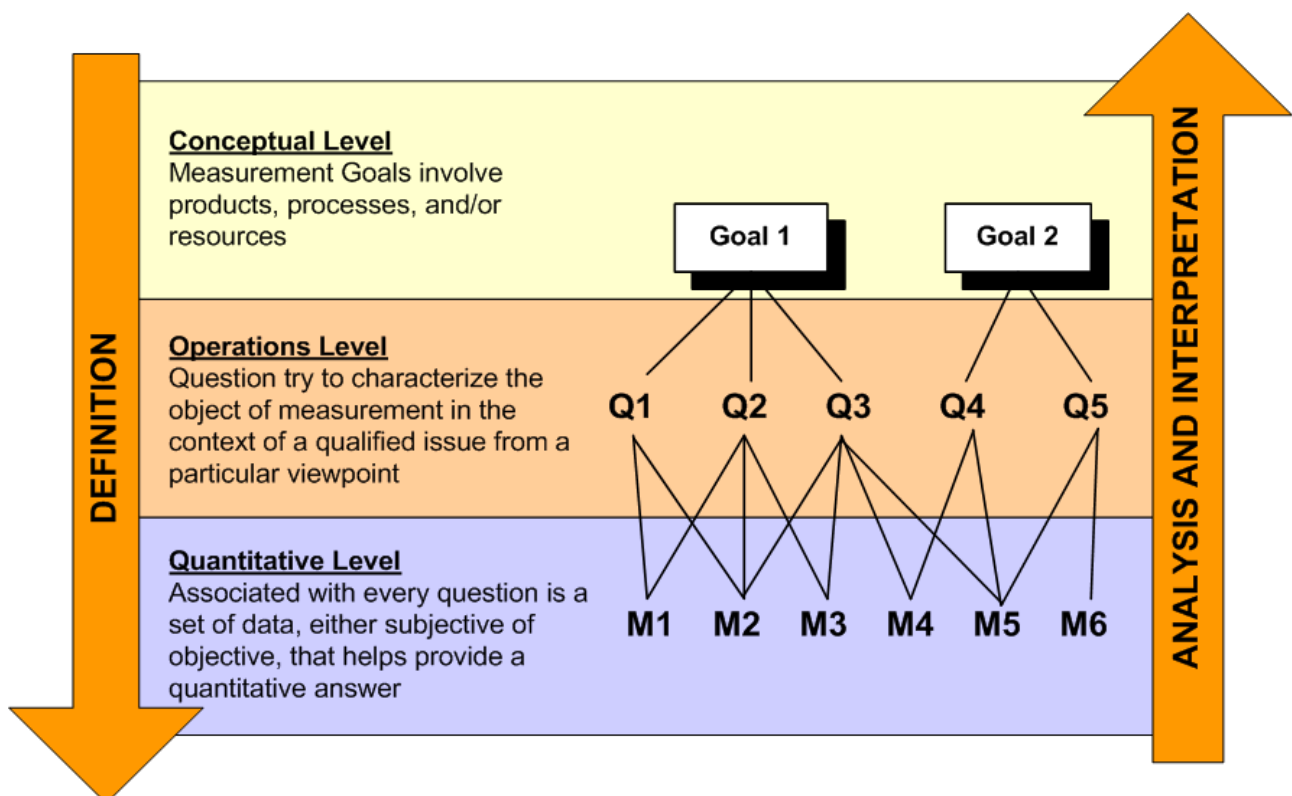 DEFINITION
Conceptual Level
Measurement Goals involve
products, processes, and/or
resources
Goal 1
Goal 2
Operations Level
Question try to characterize the
object of measurement in the
context of a qualified issue from a
particular viewpoint
Q1 Q2 Q3 Q4 Q5
Quantitative Level
Associated with every question is a
set of data, either subjective of
objective, that helps provide a
quantitative answer
M1 M2 M3 M4 M5 M6
ANALYSIS AND INTERPRETATION